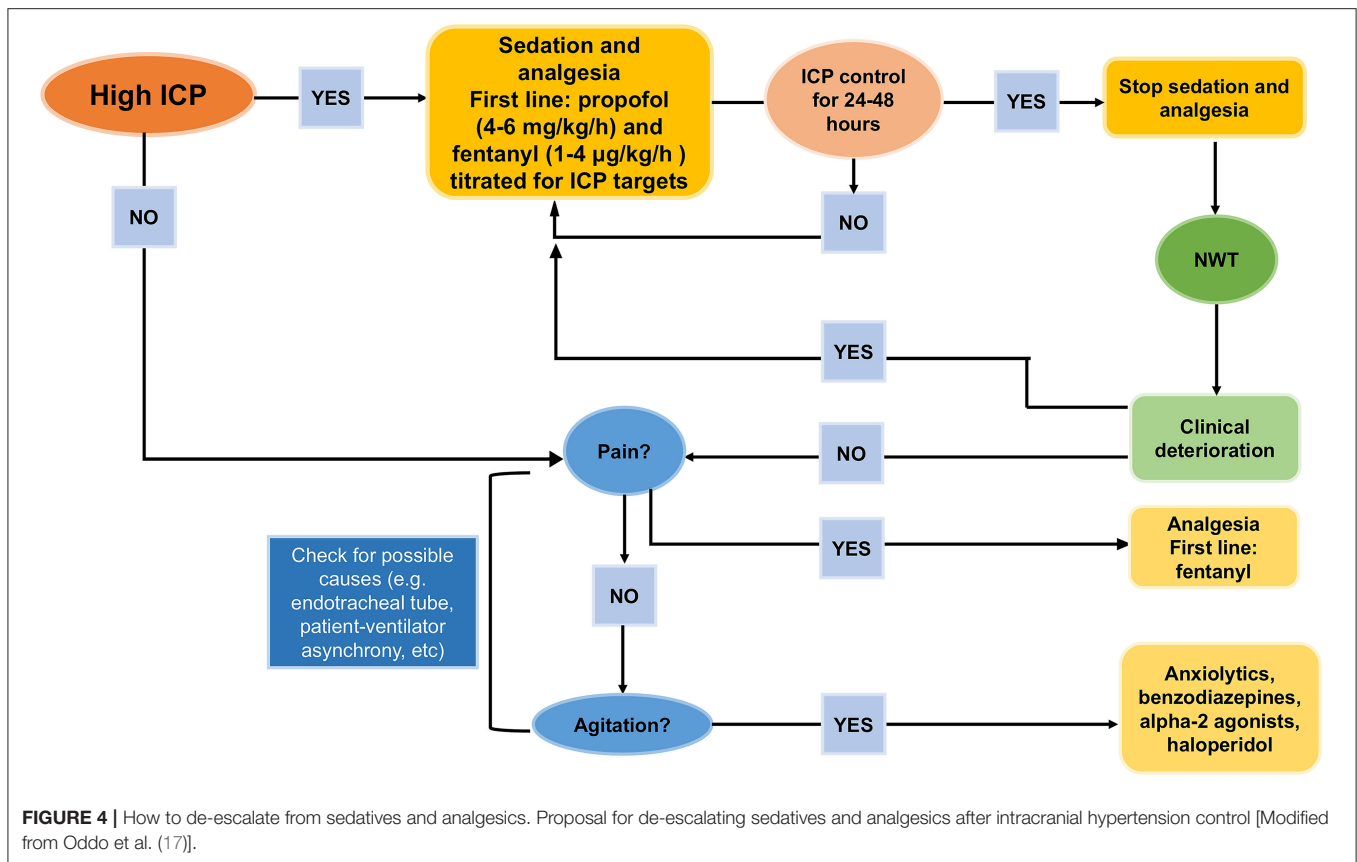 High ICP
YES
Sedation and
analgesia
First line: propofol
(4-6 mg/kg/h) and
fentanyl (1-4 µg/kg/h )
titrated for ICP targets
ICP control
for 24-48
hours
YES
Stop sedation and
analgesia
NO
NO
NWT
YES
Clinical
deterioration
NO
Pain?
YES
Analgesia
First line:
fentanyl
Check for possible
causes (e.g.
endotracheal tube,
patient-ventilator
asynchrony, etc)
NO
Agitation?
YES
Anxiolytics,
benzodiazepines,
alpha-2 agonists,
haloperidol
FIGURE 4 | How to de-escalate from sedatives and analgesics. Proposal for de-escalating sedatives and analgesics after intracranial hypertension control [Modified
from Oddo et al. (17)].